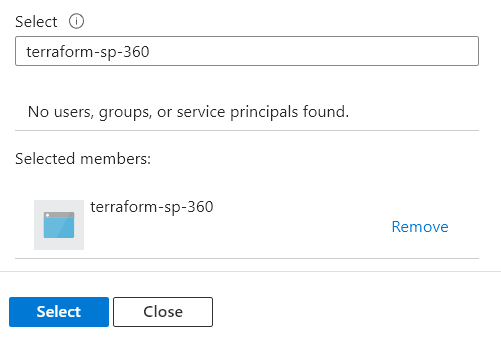 Select
terraform-sp-360
No users, groups, or service principals found.
Selected members:
terraform-sp-360
Remove
Select Close